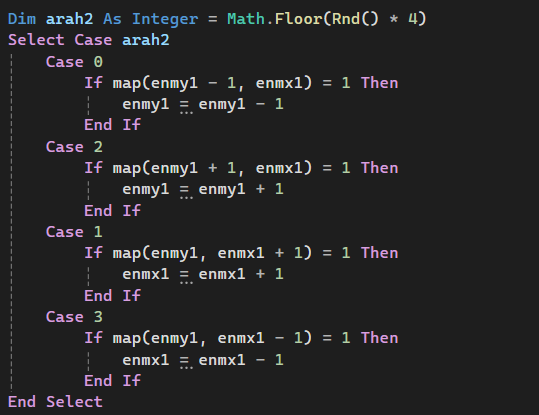 Dim arah2 As Integer = Math.Floor(Rnd() * 4)
Select Case arah2
    Case 0
        If map(enmy1 - 1, enmx1) = 1 Then
            enmy1 = enmy1 - 1
        End If
    Case 2
        If map(enmy1 + 1, enmx1) = 1 Then
            enmy1 = enmy1 + 1
        End If
    Case 1
        If map(enmy1, enmx1 + 1) = 1 Then
            enmx1 = enmx1 + 1
        End If
    Case 3
        If map(enmy1, enmx1 - 1) = 1 Then
            enmx1 = enmx1 - 1
        End If
End Select